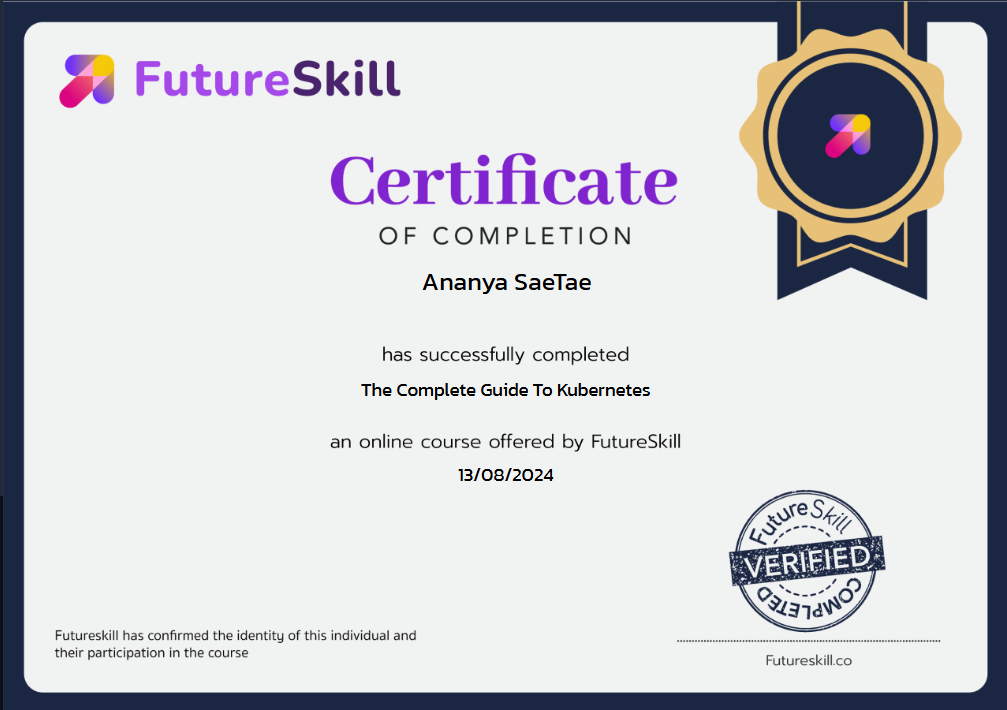 FutureSkill
Certificate
OF COMPLETION
Ananya SaeTae
has successfully completed
The Complete Guide To Kubernetes
an online course offered by FutureSkill
13/08/2024
FutureSkill
VERIFIED
COMPLETED
Futureskill has confirmed the identity of this individual and
their participation in the course
Futureskill.co